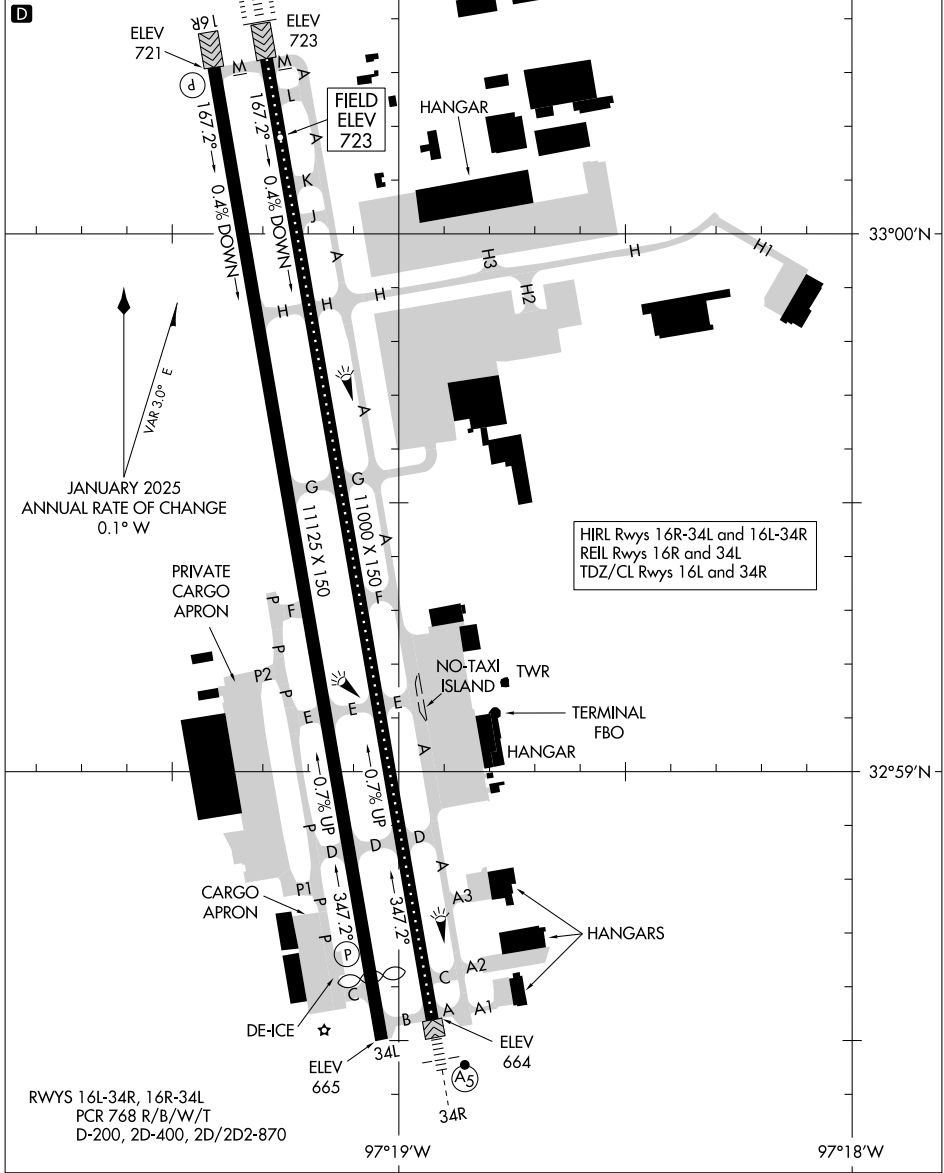 D
16R
ELEV
721
ELEV
723
P
M
M
A
L
167.2°
167.2°
FIELD
ELEV
723
HANGAR
A
K
J
0.4% DOWN
0.4% DOWN
33°00'N
A
H
H
H
H3
H2
H
H1
VAR 3.0° E
A
JANUARY 2025
ANNUAL RATE OF CHANGE
0.1° W
G
G
11125 X 150
11000 X 150
A
HIRL Rwys 16R-34L and 16L-34R
REIL Rwys 16R and 34L
TDZ/CL Rwys 16L and 34R
PRIVATE
CARGO
APRON
P
F
F
P
P2
P
E
E
E
NO-TAXI
ISLAND
TWR
TERMINAL
FBO
A
HANGAR
0.7% UP
0.7% UP
32°59'N
P
D
D
D
A
CARGO
APRON
P1
P
P
347.2°
347.2°
A3
HANGARS
P
C
C
A2
DE-ICE
B
A
A1
34L
ELEV
665
ELEV
664
A5
34R
RWYS 16L-34R, 16R-34L
PCR 768 R/B/W/T
D-200, 2D-400, 2D/2D2-870
97°19'W
97°18'W